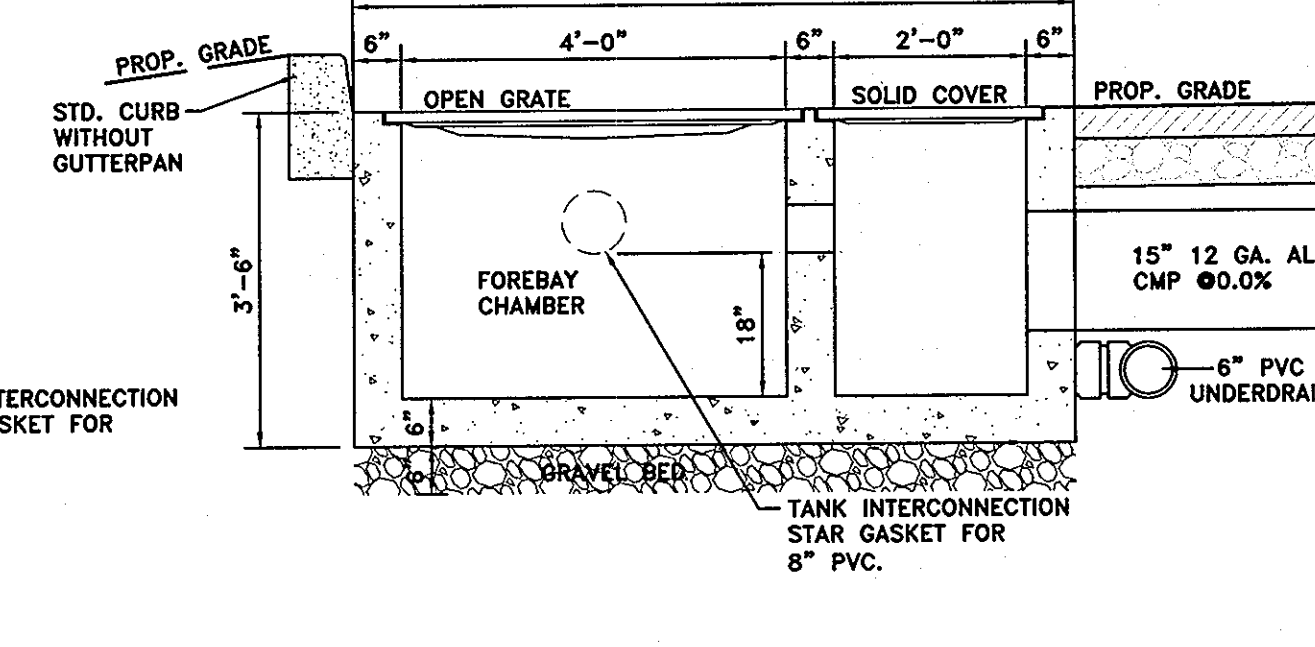 6" 4'-0" 6" 2'-0" 6"
PROP. GRADE
OPEN GRATE
SOLID COVER
PROP. GRADE
STD. CURB
WITHOUT
GUTTERPAN
3'-6"
FOREBAY
CHAMBER
18"
15" 12 GA. AL
CMP @0.0%
6" PVC
UNDERDRAI
TERCONNECTION
SKET FOR
6"
6"
GRAVEL BED
TANK INTERCONNECTION
STAR GASKET FOR
8" PVC.